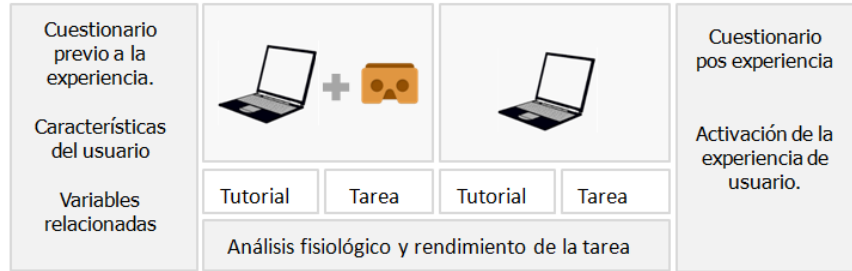 Cuestionario
previo a la
experiencia.
Características
del usuario
Variables
relacionadas
Tutorial
Tarea
Tutorial
Tarea
Análisis fisiológico y rendimiento de la tarea
Cuestionario
pos experiencia
Activación de la
experiencia de
usuario.